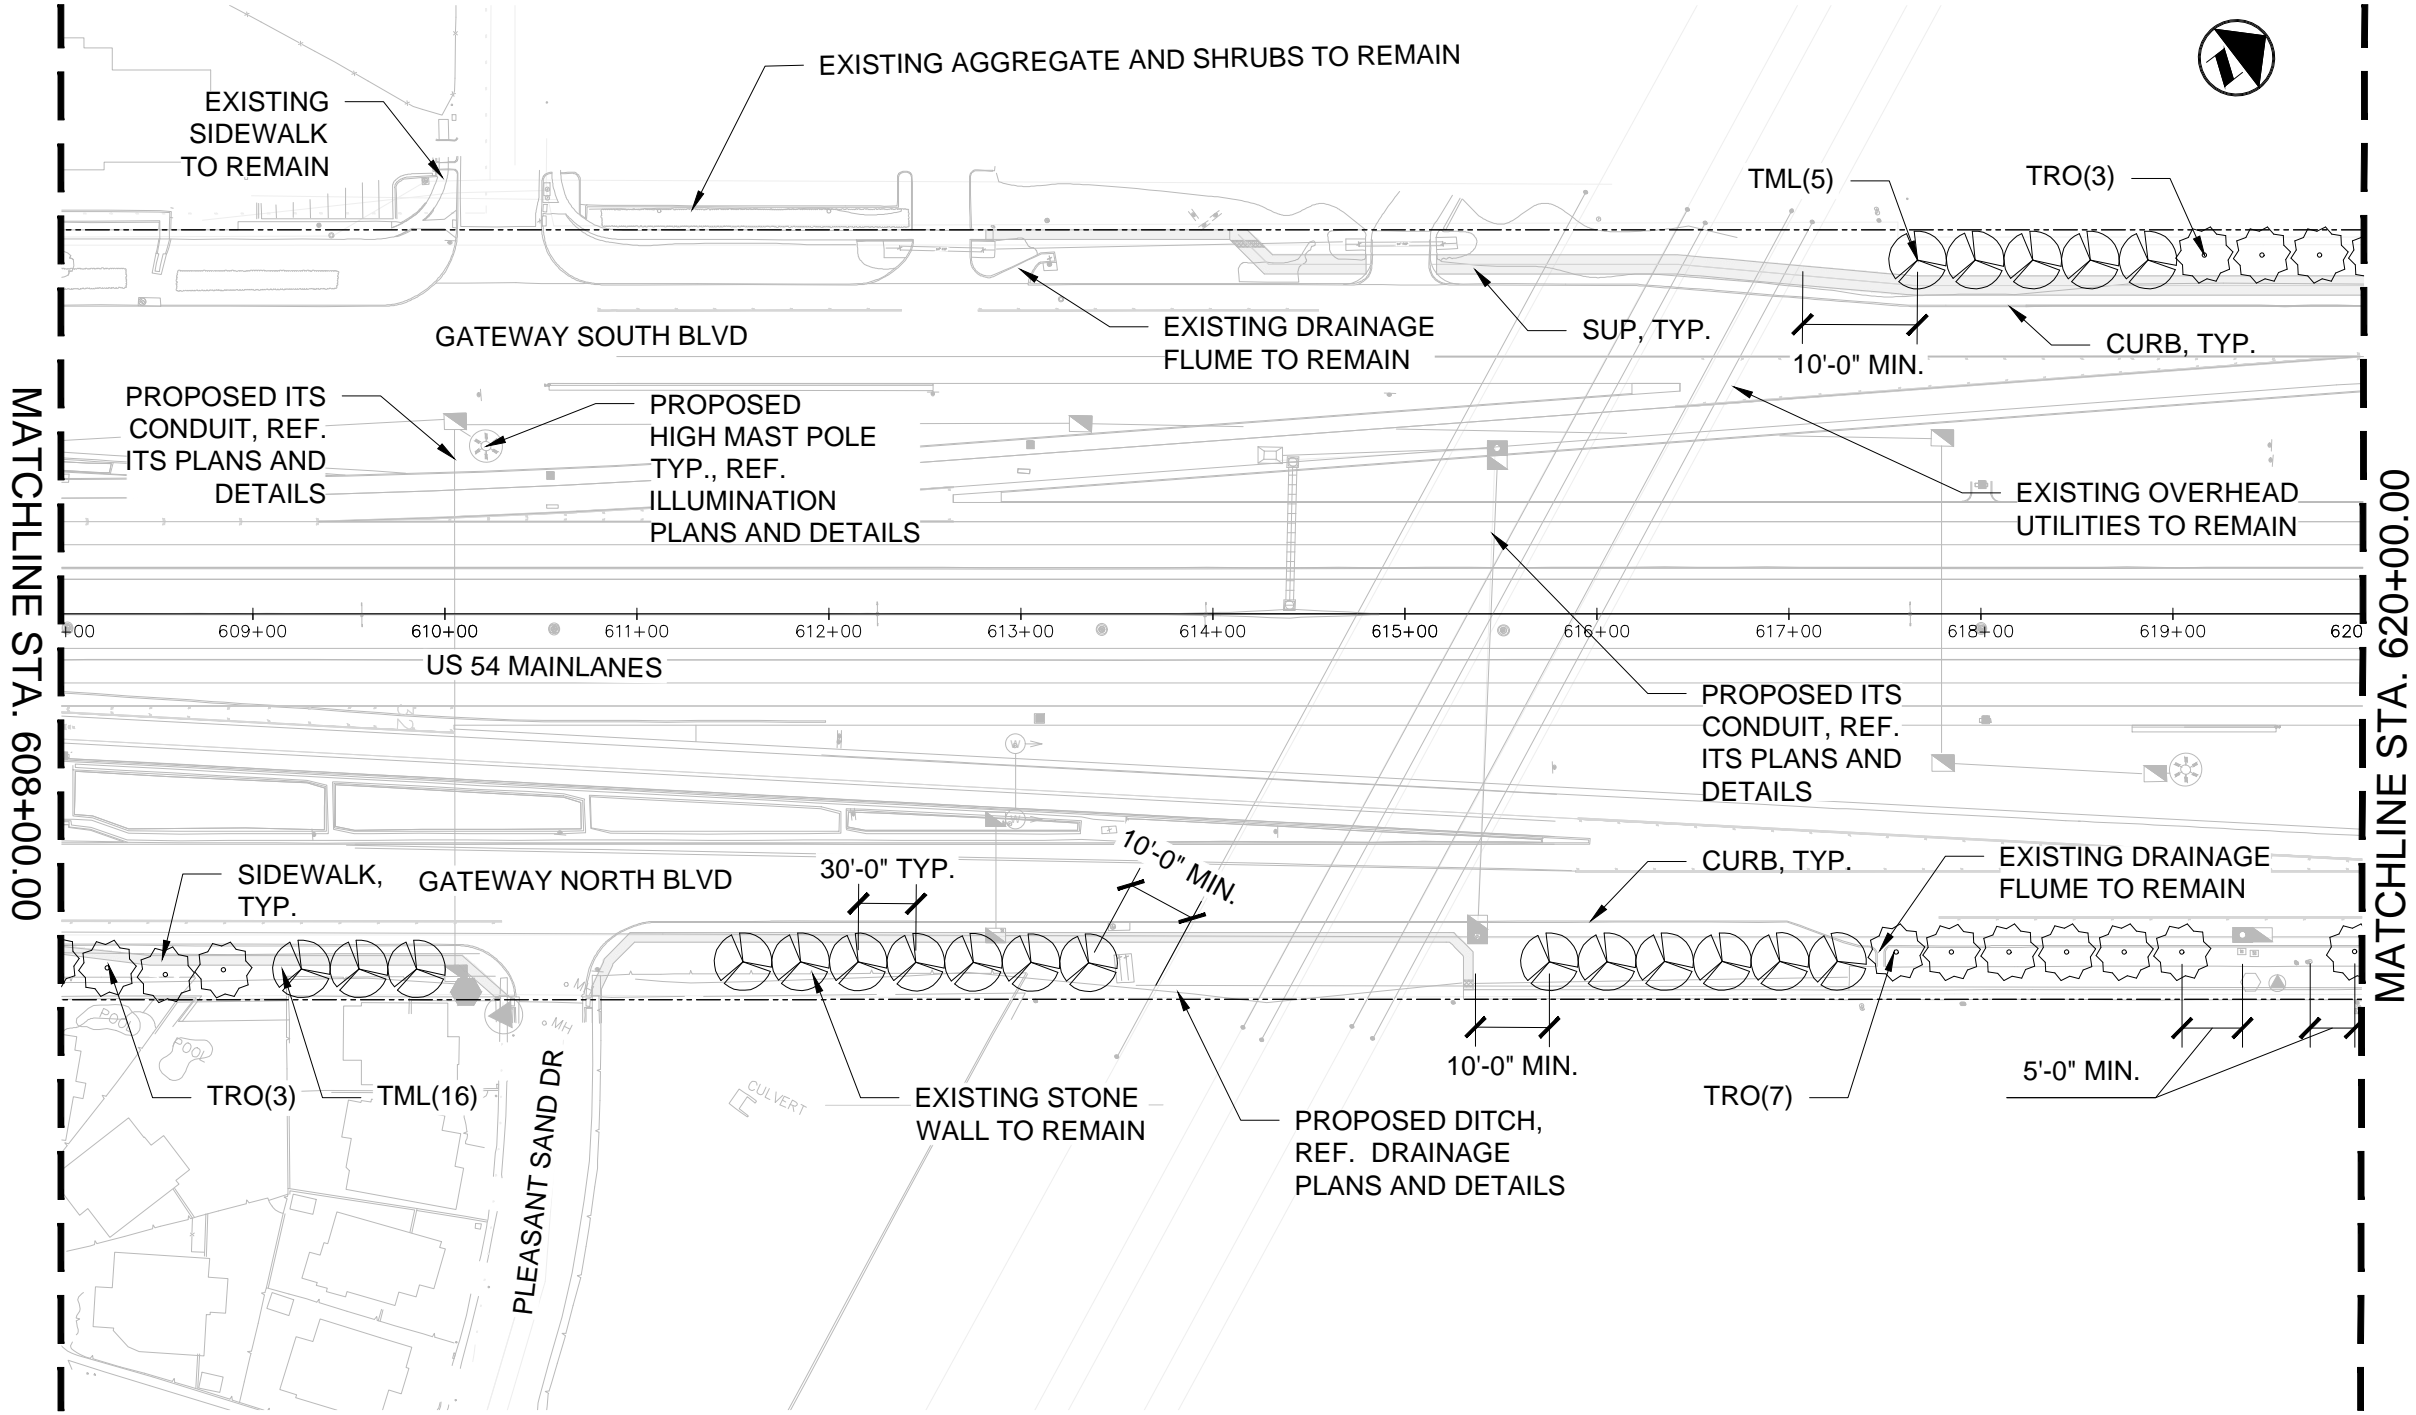 EXISTING AGGREGATE AND SHRUBS TO REMAIN
EXISTING
SIDEWALK
TO REMAIN
TML(5)
TRO(3)
GATEWAY SOUTH BLVD
EXISTING DRAINAGE
FLUME TO REMAIN
SUP, TYP.
10'-0" MIN.
CURB, TYP.
PROPOSED ITS
CONDUIT, REF.
ITS PLANS AND
DETAILS
PROPOSED
HIGH MAST POLE
TYP., REF.
ILLUMINATION
PLANS AND DETAILS
EXISTING OVERHEAD
UTILITIES TO REMAIN
MATCHLINE STA. 608+00.00
MATCHLINE STA. 620+00.00
+00
609+00
610+00
611+00
612+00
613+00
614+00
615+00
616+00
617+00
618+00
619+00
620
US 54 MAINLANES
PROPOSED ITS
CONDUIT, REF.
ITS PLANS AND
DETAILS
W
W
SIDEWALK,
TYP.
GATEWAY NORTH BLVD
30'-0" TYP.
10'-0" MIN.
CURB, TYP.
EXISTING DRAINAGE
FLUME TO REMAIN
POOL
POOL
MH
TRO(3)
TML(16)
PLEASANT SAND DR
CULVERT
EXISTING STONE
WALL TO REMAIN
PROPOSED DITCH,
REF. DRAINAGE
PLANS AND DETAILS
10'-0" MIN.
TRO(7)
5'-0" MIN.